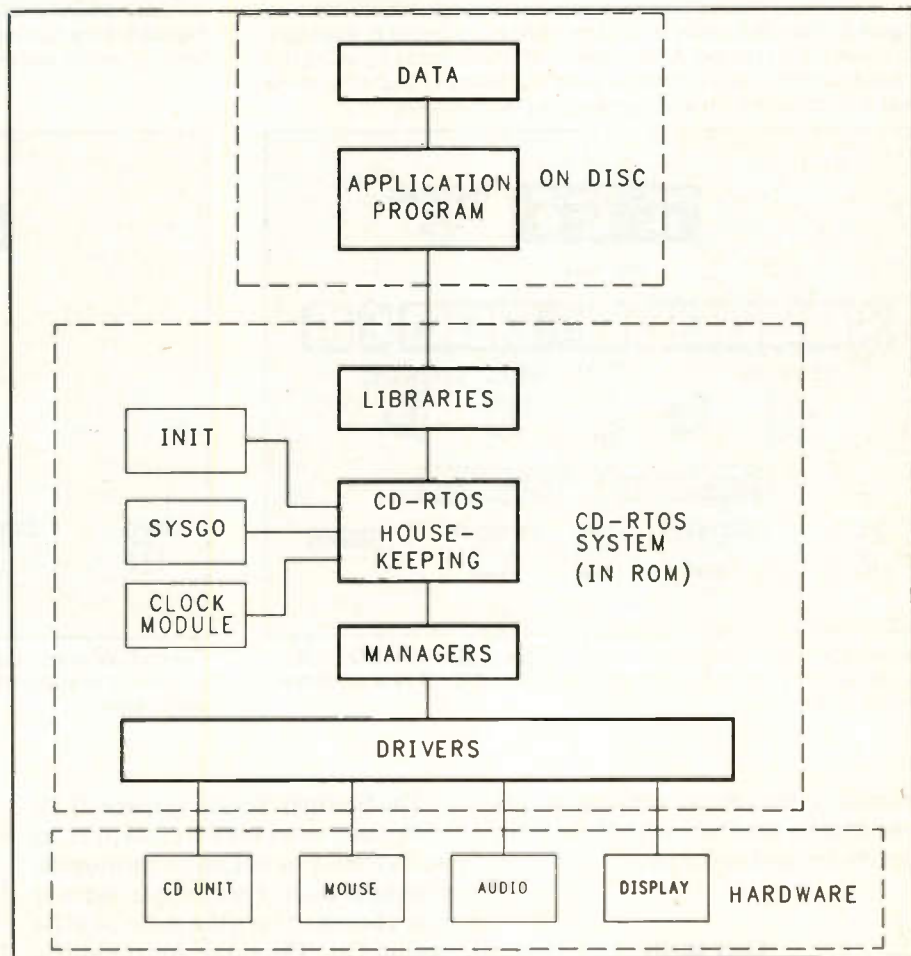 DATA
APPLICATION
PROGRAM
ON DISC
LIBRARIES
INIT
SYSGO
CLOCK
MODULE
CD-RTOS
HOUSE-
KEEPING
CD-RTOS
SYSTEM
(IN ROM)
MANAGERS
DRIVERS
CD UNIT
MOUSE
AUDIO
DISPLAY
HARDWARE